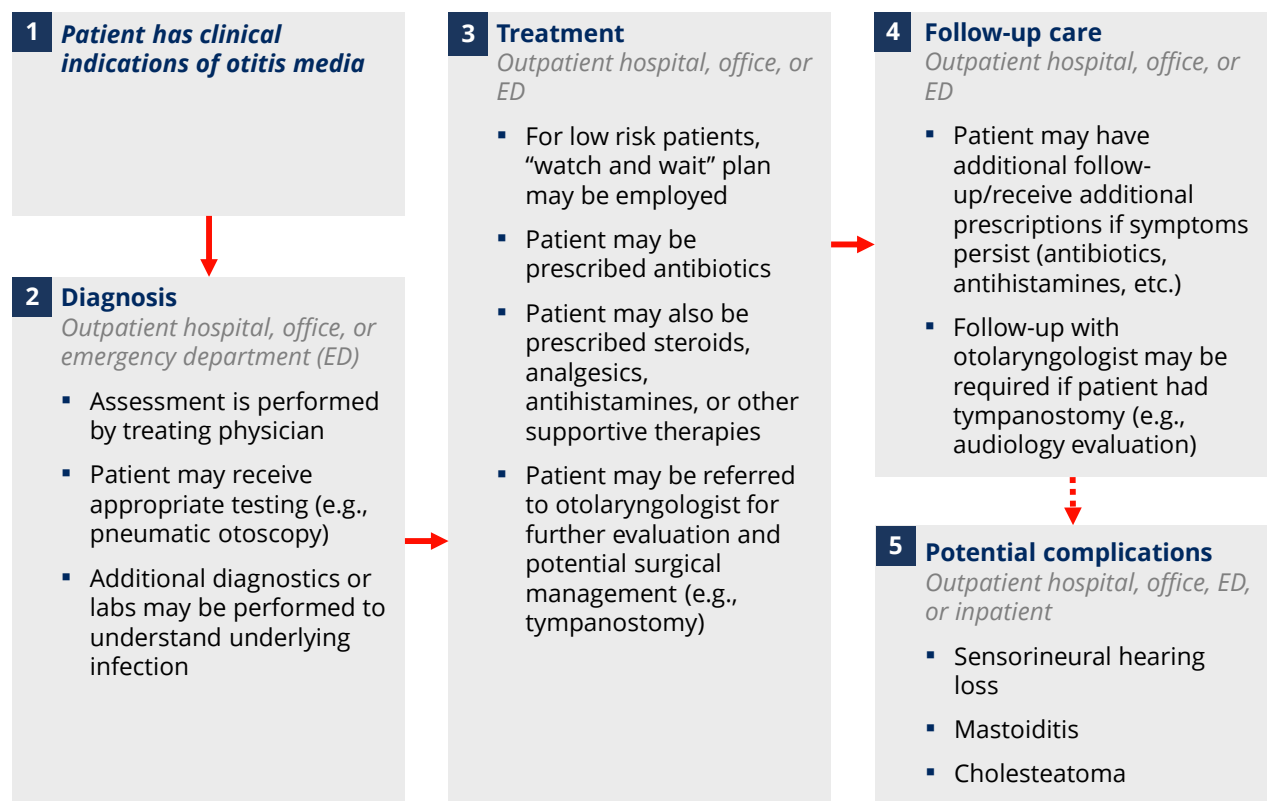 1
Patient has clinical
indications of otitis media
2
Diagnosis
Outpatient hospital, office, or
emergency department (ED)
▪ Assessment is performed
by treating physician
▪ Patient may receive
appropriate testing (e.g.,
pneumatic otoscopy)
▪ Additional diagnostics or
labs may be performed to
understand underlying
infection
3
Treatment
Outpatient hospital, office, or
ED
▪ For low risk patients,
“watch and wait” plan
may be employed
▪ Patient may be
prescribed antibiotics
▪ Patient may also be
prescribed steroids,
analgesics,
antihistamines, or other
supportive therapies
▪ Patient may be referred
to otolaryngologist for
further evaluation and
potential surgical
management (e.g.,
tympanostomy)
4
Follow-up care
Outpatient hospital, office, or
ED
▪ Patient may have
additional follow-
up/receive additional
prescriptions if symptoms
persist (antibiotics,
antihistamines, etc.)
▪ Follow-up with
otolaryngologist may be
required if patient had
tympanostomy (e.g.,
audiology evaluation)
5
Potential complications
Outpatient hospital, office, ED,
or inpatient
▪ Sensorineural hearing
loss
▪ Mastoiditis
▪ Cholesteatoma